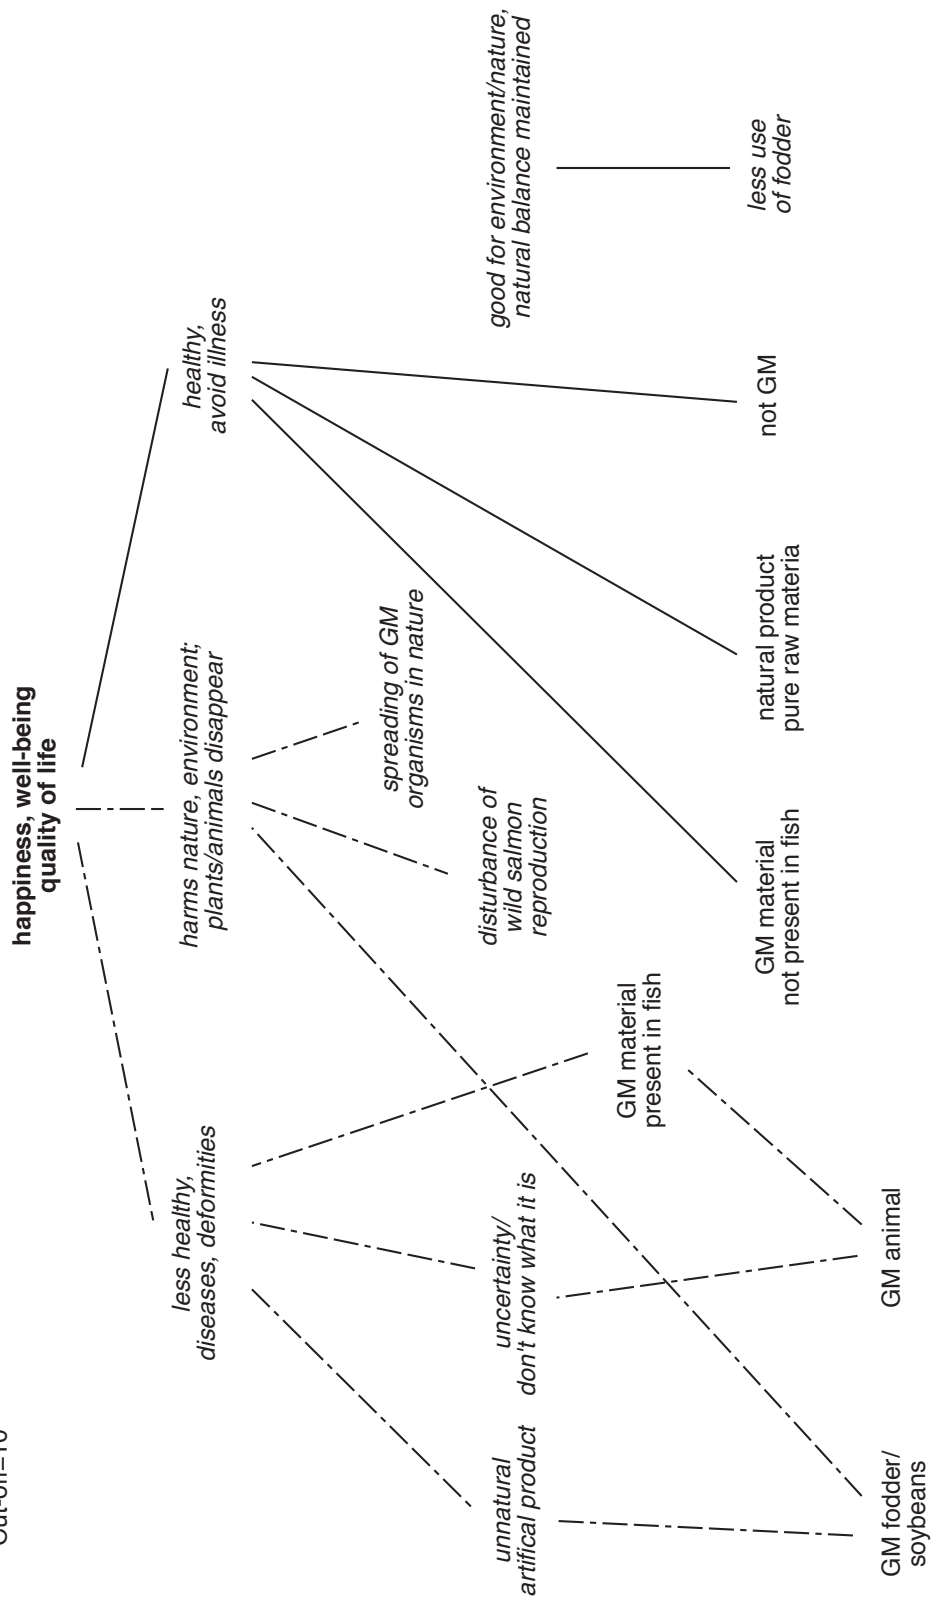 happiness, well-being
quality of life
less healthy,
diseases, deformities
harms nature, environment;
plants/animals disappear
healthy,
avoid illness
spreading of GM
organisms in nature
unnatural
artifical product
uncertainty/
don't know what it is
disturbance of
wild salmon
reproduction
good for environment/nature,
natural balance maintained
GM material
present in fish
GM material
not present in fish
natural product
pure raw materia
not GM
less use
of fodder
GM fodder/
soybeans
GM animal